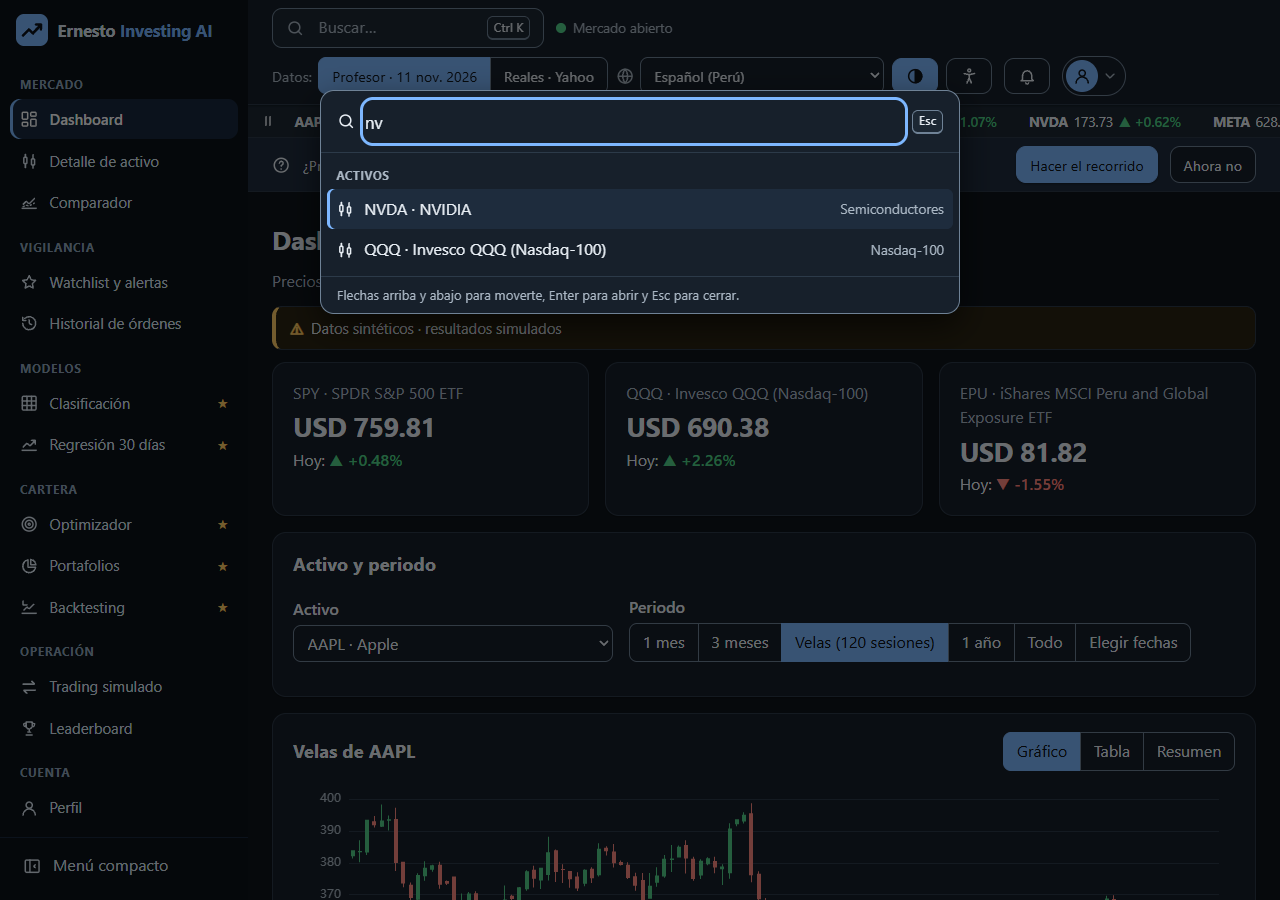 Ernesto Investing AI
Buscar...
Ctrl K
Mercado abierto
Datos:
Profesor · 11 nov. 2026
Reales · Yahoo
Español (Perú)
1.07%
NVDA 173.73 ▲ +0.62%
META 628.
nv
Esc
ACTIVOS
NVDA · NVIDIA
Semiconductores
QQQ · Invesco QQQ (Nasdaq-100)
Nasdaq-100
Flechas arriba y abajo para moverte, Enter para abrir y Esc para cerrar.
Hacer el recorrido
Ahora no
MERCADO
Dashboard
Detalle de activo
Comparador
VIGILANCIA
Watchlist y alertas
Historial de órdenes
MODELOS
Clasificación ★
Regresión 30 días ★
CARTERA
Optimizador ★
Portafolios ★
Backtesting ★
OPERACIÓN
Trading simulado
Leaderboard
CUENTA
Perfil
Menú compacto
Precios
Datos sintéticos · resultados simulados
SPY · SPDR S&P 500 ETF
USD 759.81
Hoy: ▲ +0.48%
QQQ · Invesco QQQ (Nasdaq-100)
USD 690.38
Hoy: ▲ +2.26%
EPU · iShares MSCI Peru and Global
Exposure ETF
USD 81.82
Hoy: ▼ -1.55%
Activo y periodo
Activo
AAPL · Apple
Periodo
1 mes
3 meses
Velas (120 sesiones)
1 año
Todo
Elegir fechas
Velas de AAPL
Gráfico
Tabla
Resumen
400
390
380
370